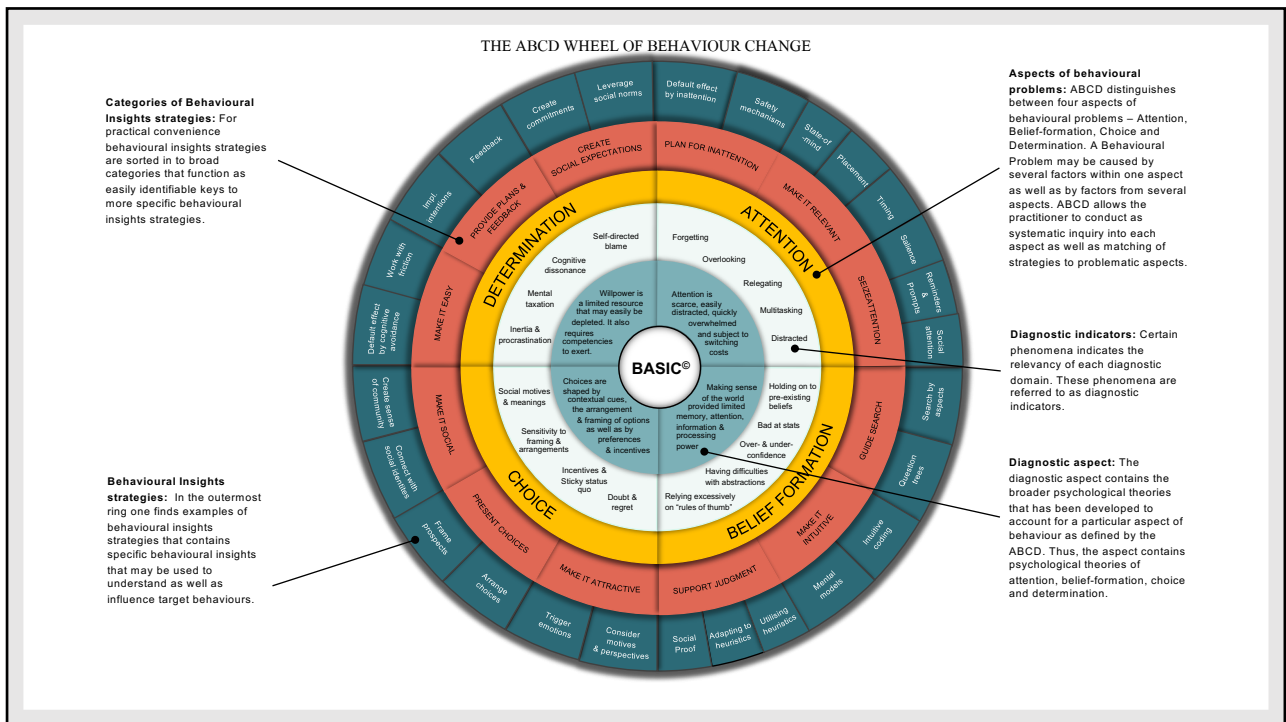 THE ABCD WHEEL OF BEHAVIOUR CHANGE
Categories of Behavioural
Insights strategies: For
practical convenience
behavioural insights strategies
are sorted in to broad
categories that function as
easily identifiable keys to
more specific behavioural
insights strategies.
Behavioural Insights
strategies: In the outermost
ring one finds examples of
behavioural insights
strategies that contains
specific behavioural insights
that may be used to
understand as well as
influence target behaviours.
Aspects of behavioural
problems: ABCD distinguishes
between four aspects of
behavioural problems – Attention,
Belief-formation, Choice and
Determination. A Behavioural
Problem may be caused by
several factors within one aspect
as well as by factors from several
aspects. ABCD allows the
practitioner to conduct as
systematic inquiry into each
aspect as well as matching of
strategies to problematic aspects.
Diagnostic indicators: Certain
phenomena indicates the
relevancy of each diagnostic
domain. These phenomena are
referred to as diagnostic
indicators.
Diagnostic aspect: The
diagnostic aspect contains the
broader psychological theories
that has been developed to
account for a particular aspect of
behaviour as defined by the
ABCD. Thus, the aspect contains
psychological theories of
attention, belief-formation, choice
and determination.
Default effect
by inattention
Safety
mechanisms
State-of
-mind
Placement
Timing
Salience
Reminders
&
Prompts
Social
attention
Search by
aspects
Question
trees
Intuitive
coding
Mental
models
Utilising
heuristics
Adapting to
heuristics
Social
Proof
Consider
motives
& perspectives
Trigger
emotions
Arrange
choices
Frame
prospects
Connect with
social identites
Create sense
of community
Default effect
by cognitive
avoidance
Work with
friction
Impl.
intentions
Feedback
Create
commitments
Leverage
social norms
PLAN FOR INATTENTION
MAKE IT RELEVANT
SEIZEATTENTION
GUIDE SEARCH
MAKE IT
INTUITIVE
SUPPORT JUDGMENT
MAKE IT ATTRACTIVE
PRESENT CHOICES
MAKE IT SOCIAL
MAKE IT EASY
PROVIDE PLANS &
FEEDBACK
CREATE
SOCIAL EXPECTATIONS
ATTENTION
BELIEF FORMATION
CHOICE
DETERMINATION
Forgetting
Overlooking
Relegating
Multitasking
Distracted
Holding on to
pre-existing
beliefs
Bad at stats
Over- & under-
confidence
Having difficulties
with abstractions
Relying excessively
on “rules of thumb”
Doubt &
regret
Incentives &
Sticky status
quo
Sensitivity to
framing &
arrangements
Social motives
& meanings
Inertia &
procrastination
Mental
taxation
Cognitive
dissonance
Self-directed
blame
Attention is
scarce, easily
distracted, quickly
overwhelmed
and subject to
switching
costs
Making sense
of the world
provided limited
memory, attention,
information &
processing
power
Choices are
shaped by
contextual cues,
the arrangement
& framing of options
as well as by
preferences
& incentives
Willpower is
a limited resource
that may easily be
depleted. It also
requires
competencies
to exert.
BASIC©